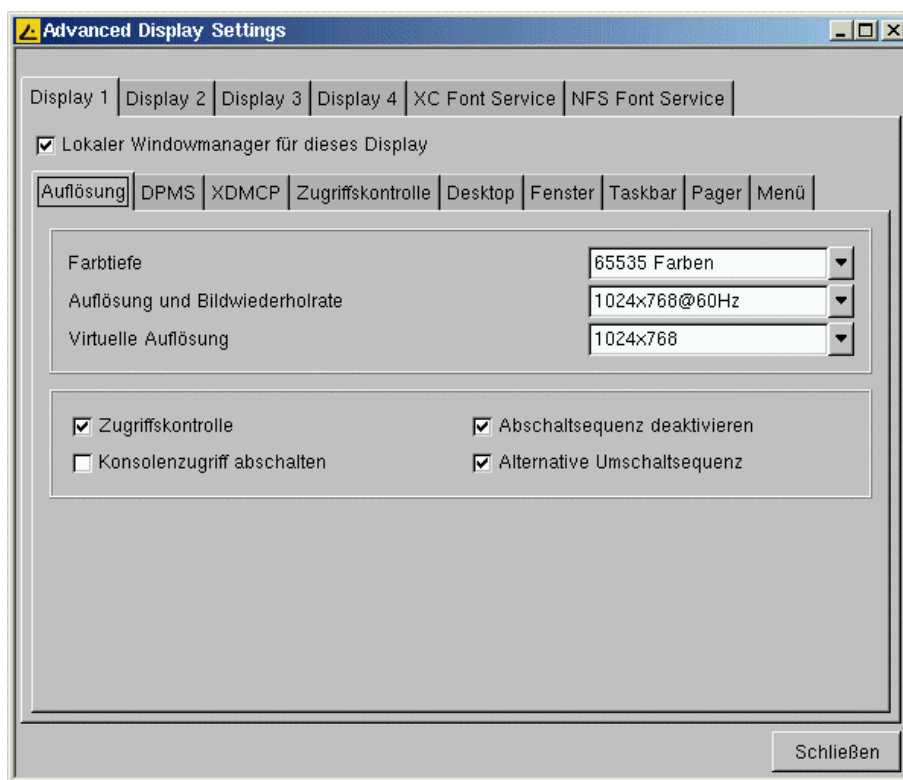 Advanced Display Settings
Display 1 Display 2 Display 3 Display 4 XC Font Service NFS Font Service
Lokaler Windowmanager für dieses Display
Auflösung DPMS XDMCP Zugriffskontrolle Desktop Fenster Taskbar Pager Menü
Farbtiefe 65535 Farben
Auflösung und Bildwiederholrate 1024x768@60Hz
Virtuelle Auflösung 1024x768
Zugriffskontrolle Abschaltsequenz deaktivieren
Konsolenzugriff abschalten Alternative Umschaltsequenz
Schließen